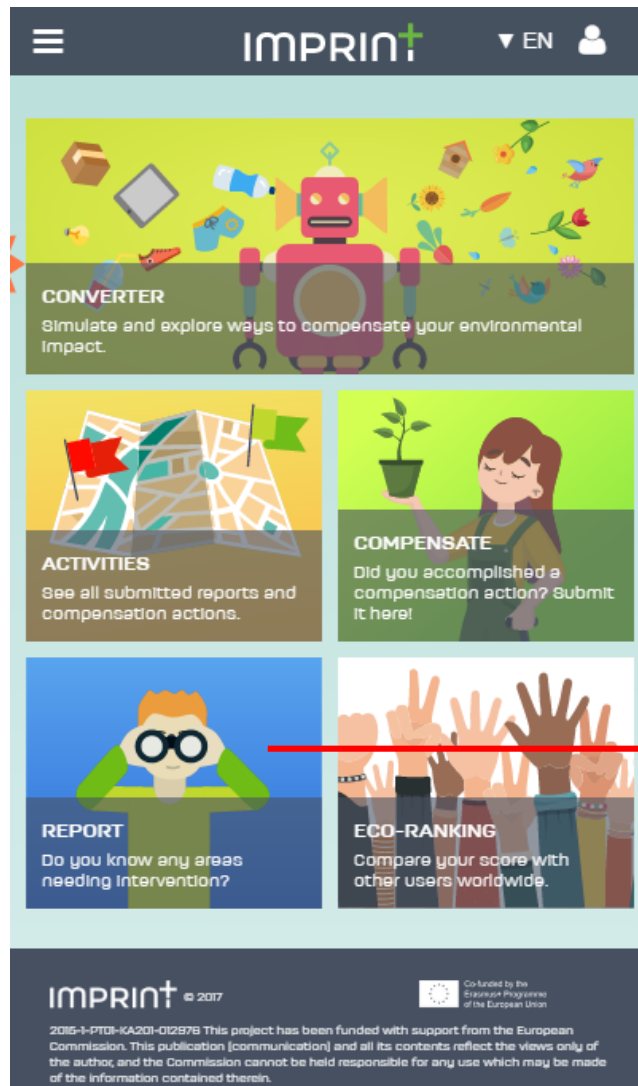 IMPRINT
▼ EN
CONVERTER
Simulate and explore ways to compensate your environmental
impact.
ACTIVITIES
See all submitted reports and
compensation actions.
COMPENSATE
Did you accomplished a
compensation action? Submit
it here!
REPORT
Do you know any areas
needing intervention?
ECO-RANKING
Compare your score with
other users worldwide.
IMPRINT © 2017
Co-funded by the
Erasmus+ Programme
of the European Union
2015-1-PT01-KA201-012976 This project has been funded with support from the European
Commission. This publication (communication) and all its contents reflect the views only of
the author, and the Commission cannot be held responsible for any use which may be made
of the information contained therein.